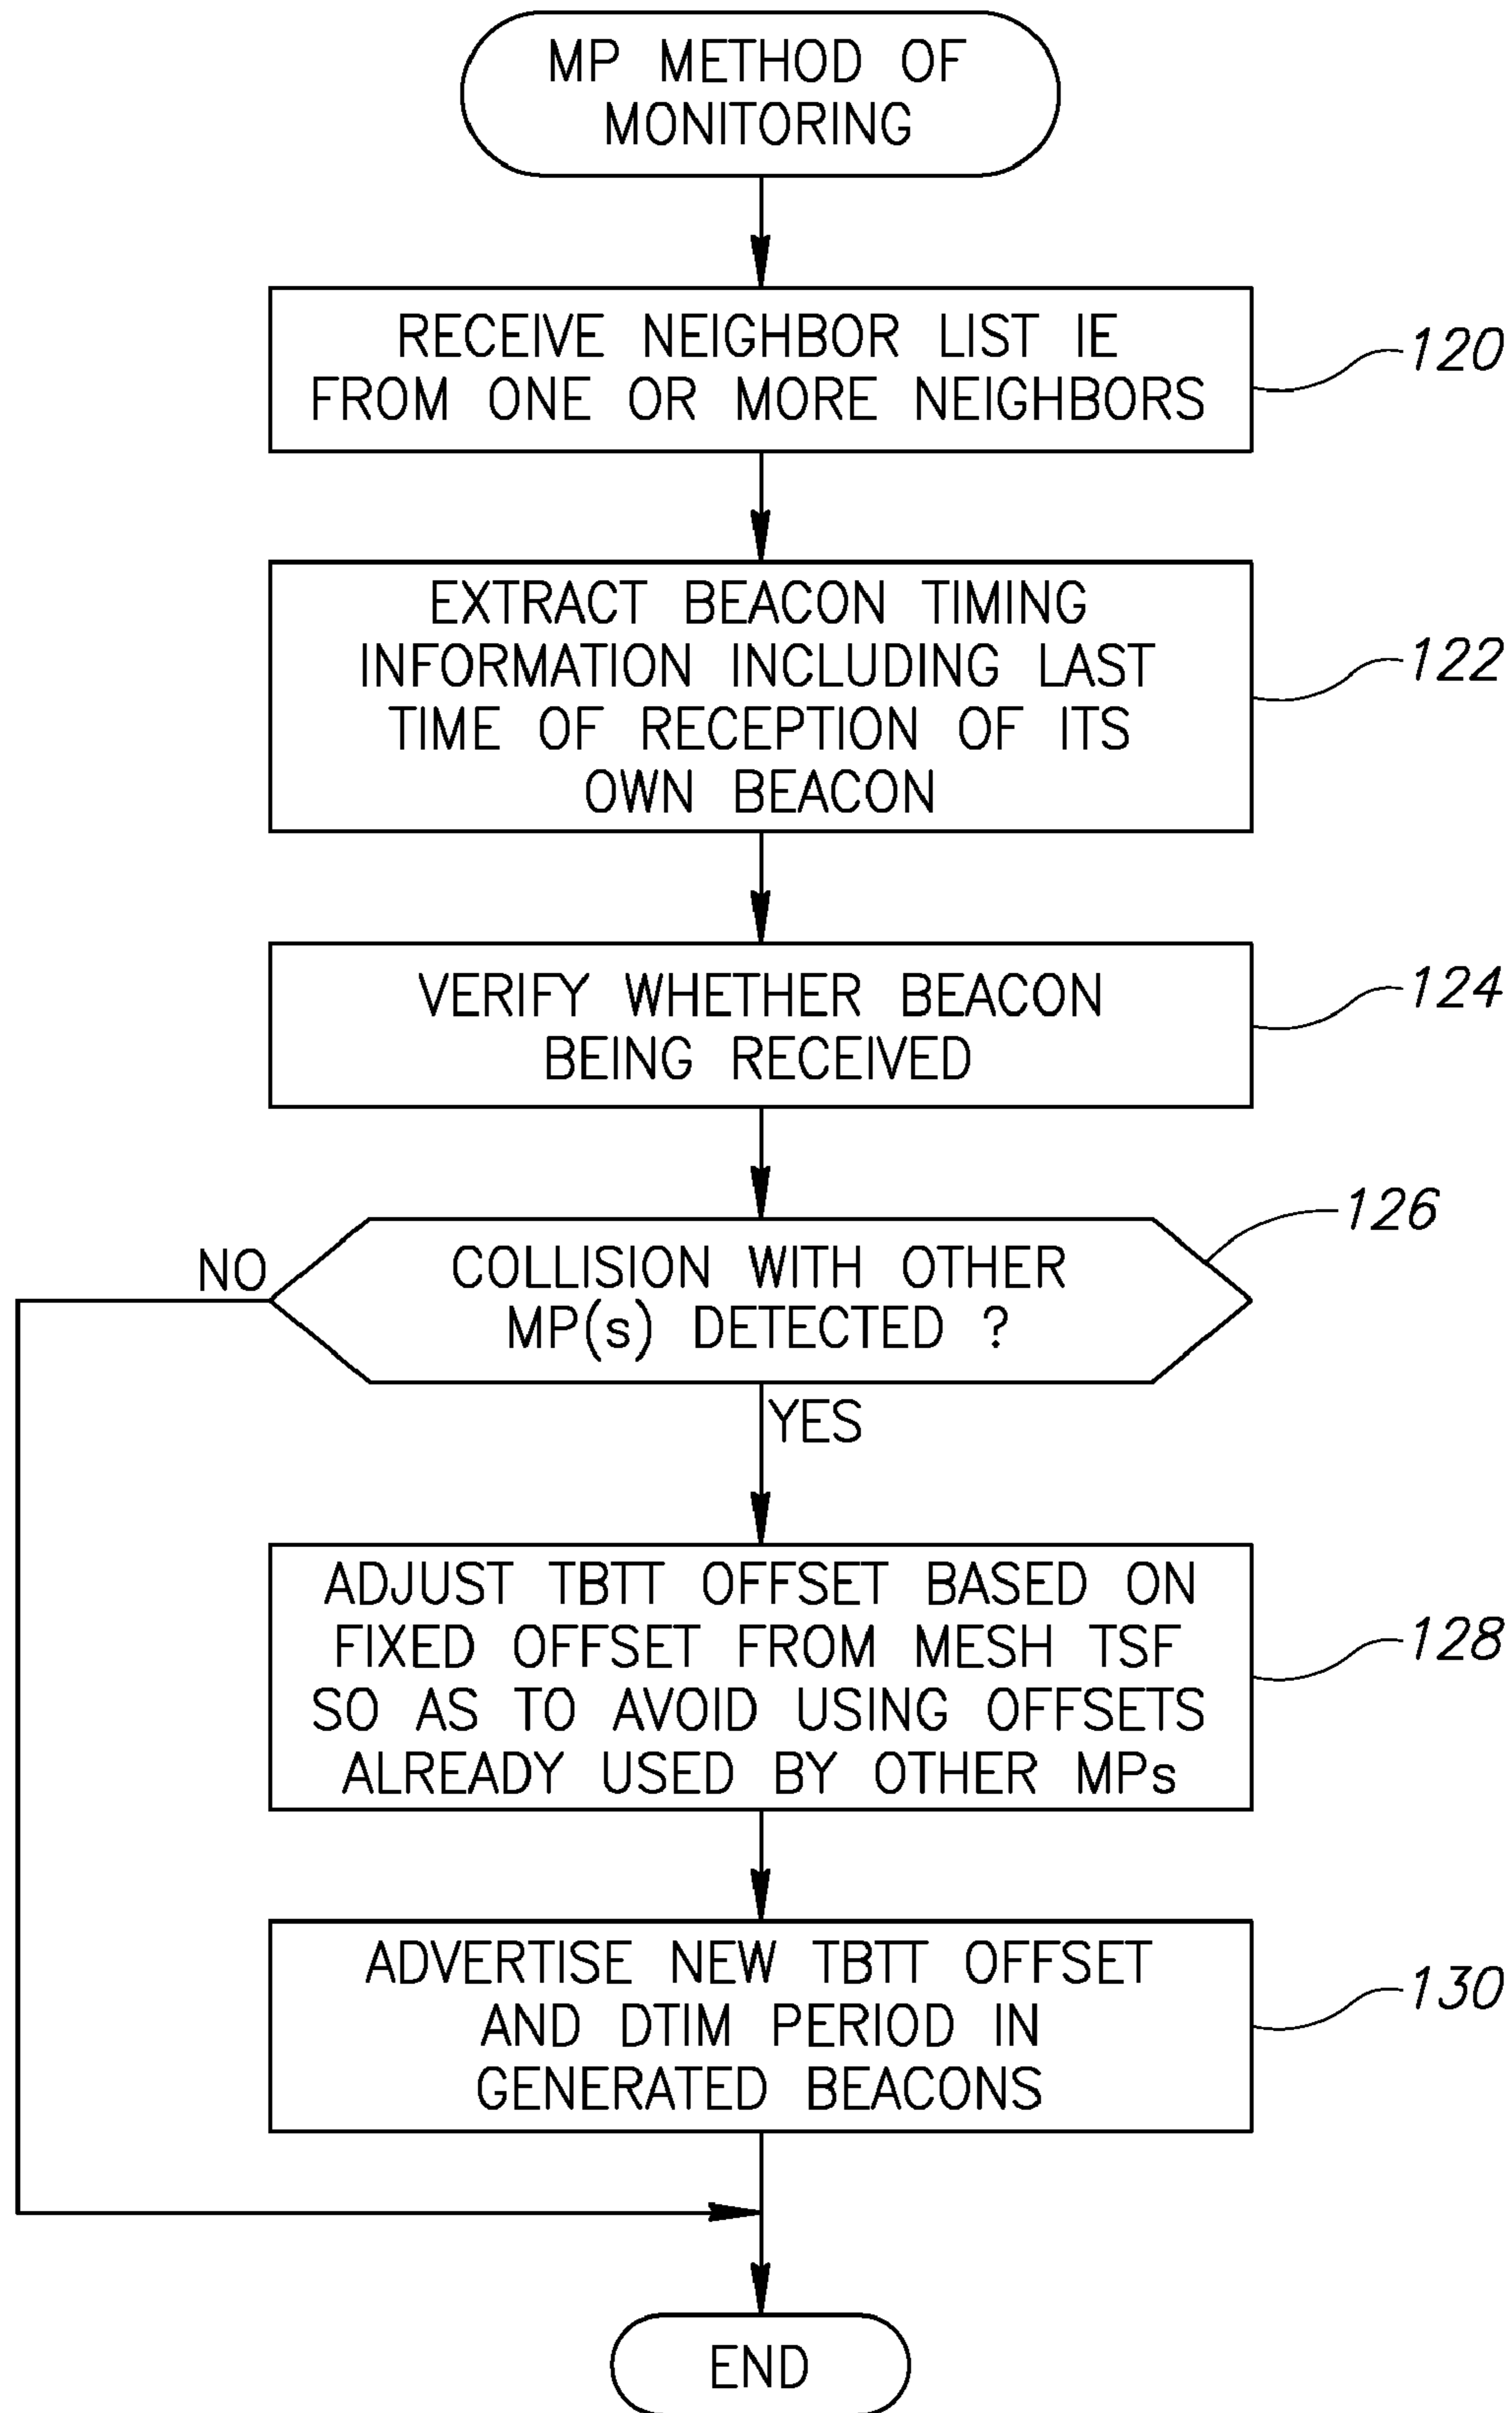 MP METHOD OF
MONITORING
RECEIVE NEIGHBOR LIST IE
FROM ONE OR MORE NEIGHBORS
120
EXTRACT BEACON TIMING
INFORMATION INCLUDING LAST
TIME OF RECEPTION OF ITS
OWN BEACON
122
VERIFY WHETHER BEACON
BEING RECEIVED
124
COLLISION WITH OTHER
MP(s) DETECTED ?
126
NO
YES
ADJUST TBTT OFFSET BASED ON
FIXED OFFSET FROM MESH TSF
SO AS TO AVOID USING OFFSETS
ALREADY USED BY OTHER MPs
128
ADVERTISE NEW TBTT OFFSET
AND DTIM PERIOD IN
GENERATED BEACONS
130
END